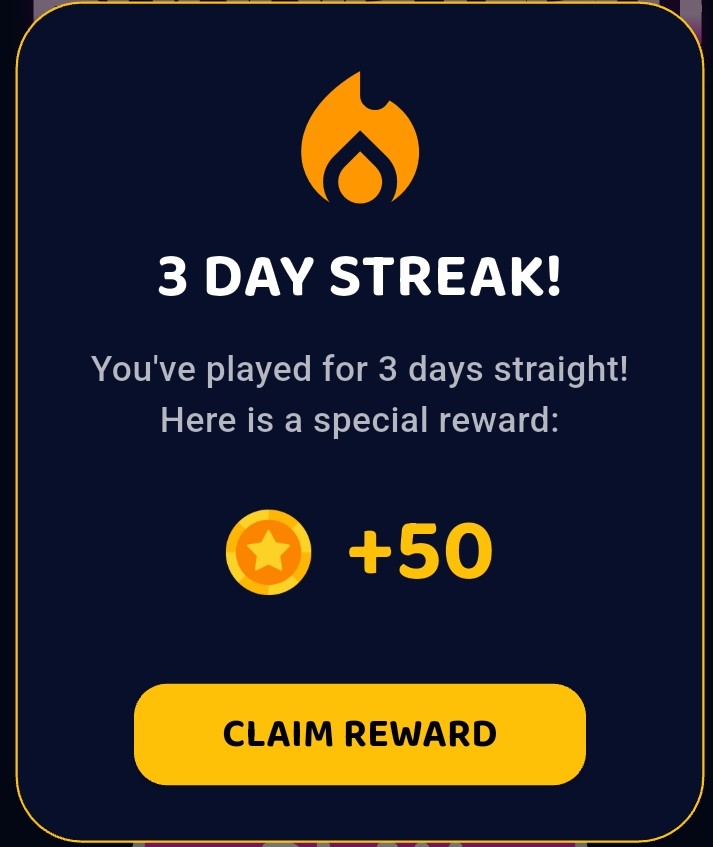 3 DAY STREAK!
You've played for 3 days straight!
Here is a special reward:
+50
CLAIM REWARD